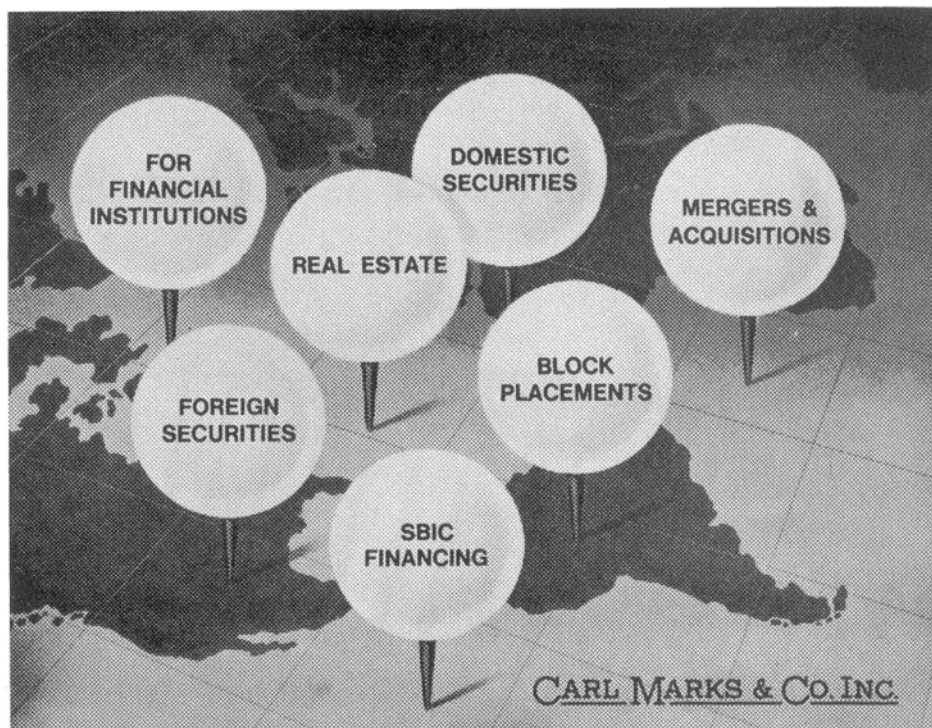 FOR
FINANCIAL
INSTITUTIONS
DOMESTIC
SECURITIES
MERGERS &
ACQUISITIONS
REAL ESTATE
BLOCK
PLACEMENTS
FOREIGN
SECURITIES
SBIC
FINANCING
CARL MARKS & CO. INC.